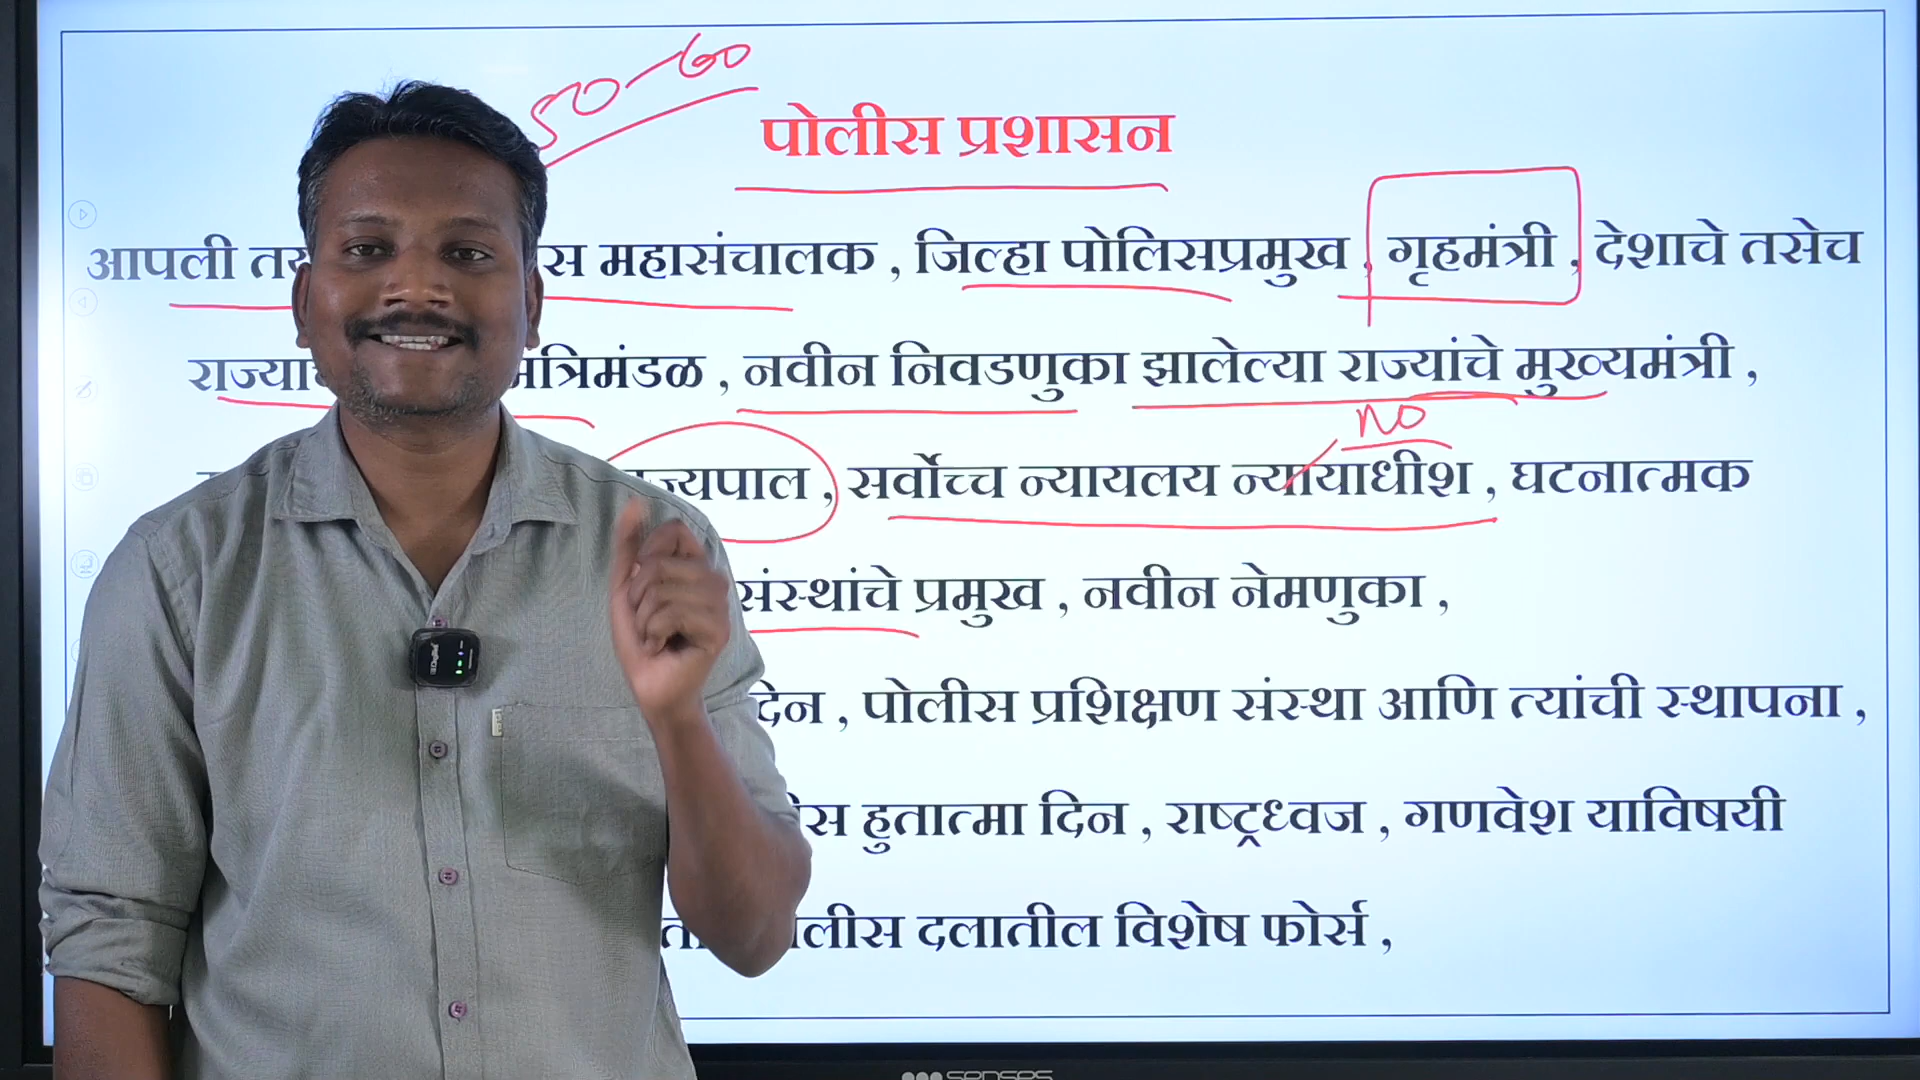 50-60
पोलीस प्रशासन
आपली महासंचालक , जिल्हा पोलिसप्रमुख , गृहमंत्री , देशाचे तसेच
मंत्रिमंडळ , नवीन निवडणुका झालेल्या राज्यांचे मुख्यमंत्री ,
NO
राज्यपाल , सर्वोच्च न्यायलय न्यायाधीश , घटनात्मक
संस्थांचे प्रमुख , नवीन नेमणुका ,
दिन , पोलीस प्रशिक्षण संस्था आणि त्यांची स्थापना ,
हुतात्मा दिन , राष्ट्रध्वज , गणवेश याविषयी
पोलीस दलातील विशेष फोर्स ,
senses